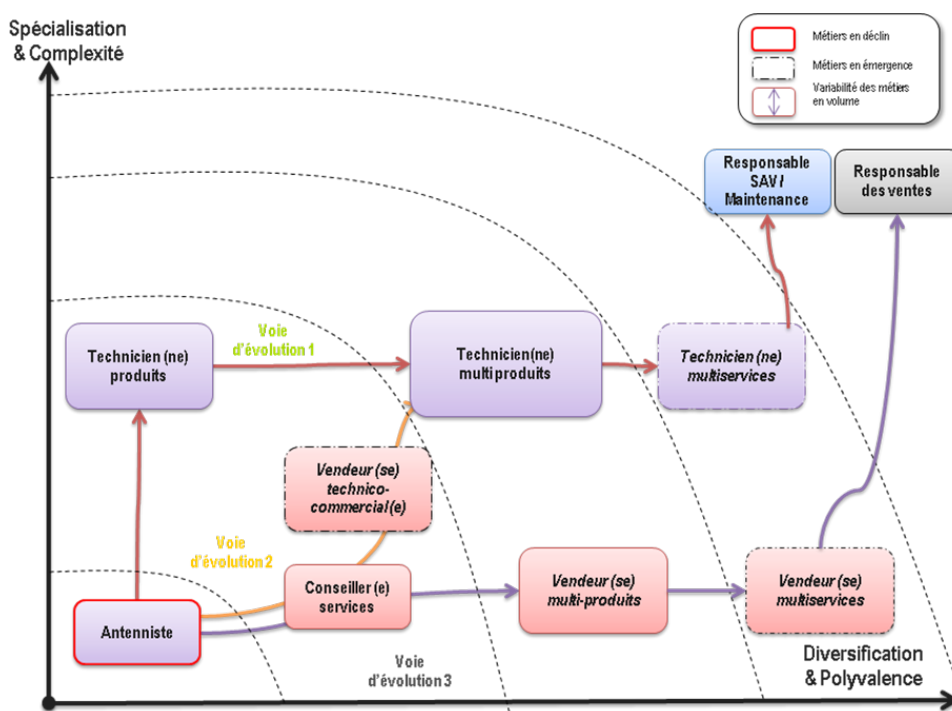 Spécialisation
& Complexité
Métiers en déclin
Métiers en émergence
Variabilité des métiers
en volume
Responsable
SAV /
Maintenance
Responsable
des ventes
Voie
d'évolution 1
Technicien (ne)
produits
Technicien(ne)
multi produits
Technicien (ne)
multiservices
Vendeur (se)
technico-
commercial (e)
Voie
d'évolution 2
Conseiller (e)
services
Vendeur (se)
multi-produits
Vendeur (se)
multiservices
Antenniste
Voie
d'évolution 3
Diversification
& Polyvalence